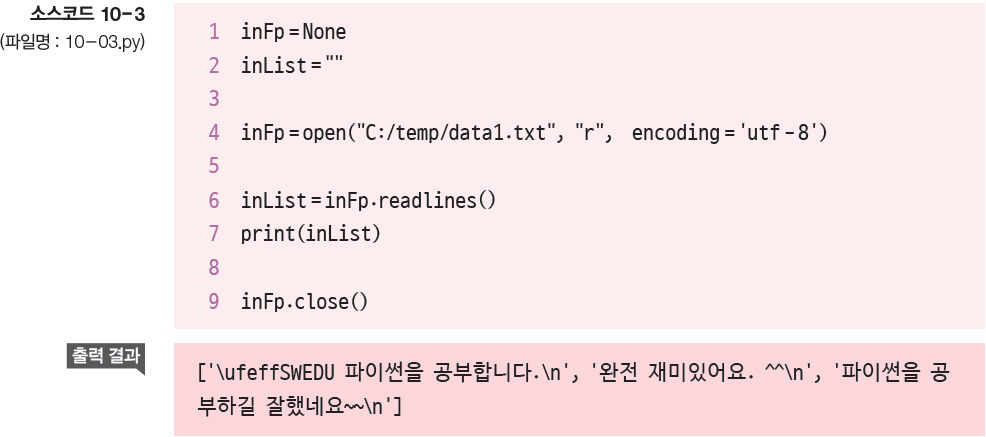 소스코드 10-3
(파일명 : 10-03.py)
1 inFp=None
2 inList=""
3
4 inFp=open("C:/temp/data1.txt", "r", encoding='utf-8')
5
6 inList=inFp.readlines()
7 print(inList)
8
9 inFp.close()
출력 결과
['\ufeffSWEDU 파이썬을 공부합니다.\n', '완전 재미있어요. ^^\n', '파이썬을 공
부하길 잘했네요~~\n']